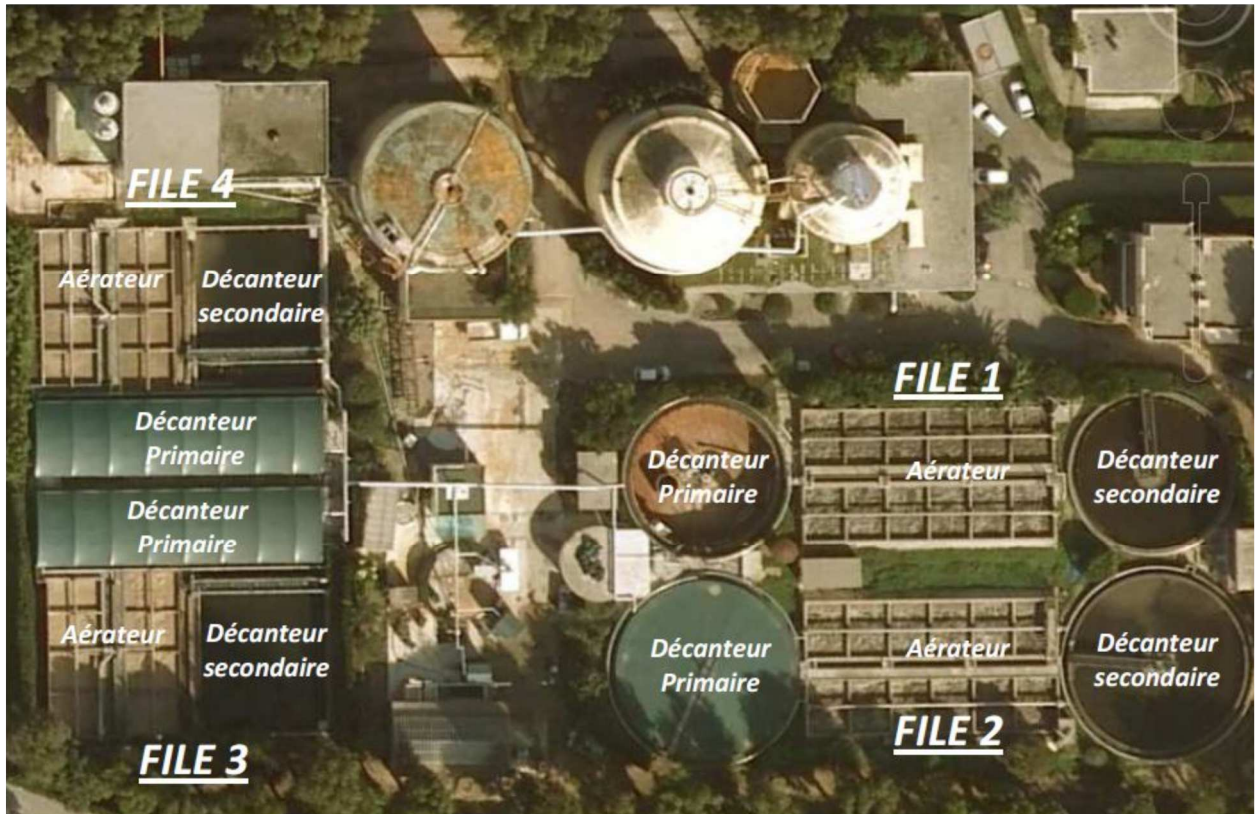 FILE 4
Aérateur
Décanteur
secondaire
Décanteur
Primaire
Décanteur
Primaire
Aérateur
Décanteur
secondaire
FILE 3
FILE 1
Décanteur
Primaire
Aérateur
Décanteur
secondaire
Décanteur
Primaire
Aérateur
Décanteur
secondaire
FILE 2